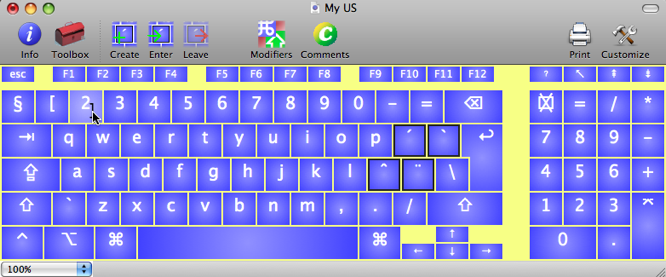 My US
Info Toolbox Create Enter Leave Modifiers Comments Print Customize
esc F1 F2 F3 F4 F5 F6 F7 F8 F9 F10 F11 F12 ? ↖ ⇞ ⇟
§ [ 2 3 4 5 6 7 8 9 0 - = ⌫ ⌧ = / *
⇥ q w e r t y u i o p ´ ` ↩ 7 8 9 -
⇪ a s d f g h j k l ˆ ¨ \ 4 5 6 +
⇧ ` z x c v b n m , . / ⇧ 1 2 3 ⌤
⌃ ⌥ ⌘ ⌘ ← ↑ ↓ → 0 .
100%